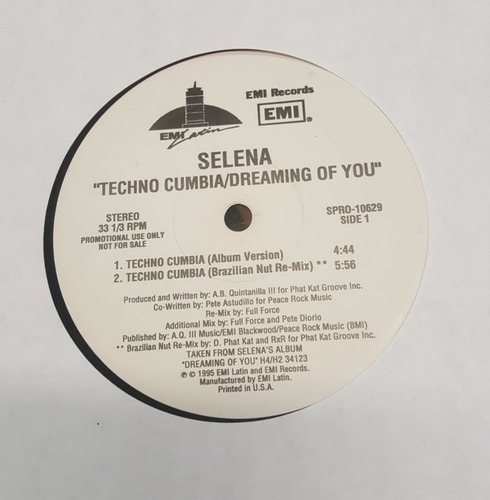 EMI Latin
EMI Records
EMI®
SELENA
"TECHNO CUMBIA/DREAMING OF YOU"
STEREO
33 1/3 RPM
PROMOTIONAL USE ONLY
NOT FOR SALE
SPRO-10629
SIDE 1
1. TECHNO CUMBIA (Album Version) 4:44
2. TECHNO CUMBIA (Brazilian Nut Re-Mix) ** 5:56
Produced and Written by: A.B. Quintanilla III for Phat Kat Groove Inc.
Co-Written by: Pete Astudillo for Peace Rock Music
Re-Mix by: Full Force
Additional Mix by: Full Force and Pete DIorio
Published by: A.Q. III Music/EMI Blackwood/Peace Rock Music (BMI)
** Brazilian Nut Re-Mix by: D. Phat Kat and RxR for Phat Kat Groove Inc.
TAKEN FROM SELENA'S ALBUM
"DREAMING OF YOU" H4/H2 34123
℗ © 1995 EMI Latin and EMI Records.
Manufactured by EMI Latin.
Printed in U.S.A.